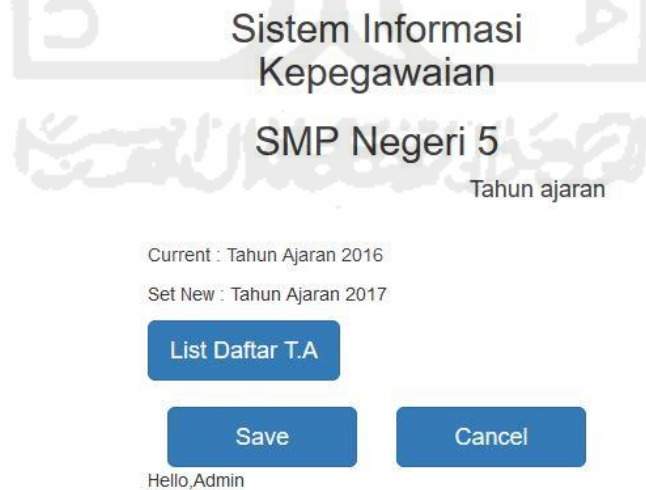 Sistem Informasi
Kepegawaian
SMP Negeri 5
Tahun ajaran
Current : Tahun Ajaran 2016
Set New : Tahun Ajaran 2017
List Daftar T.A
Save
Cancel
Hello,Admin